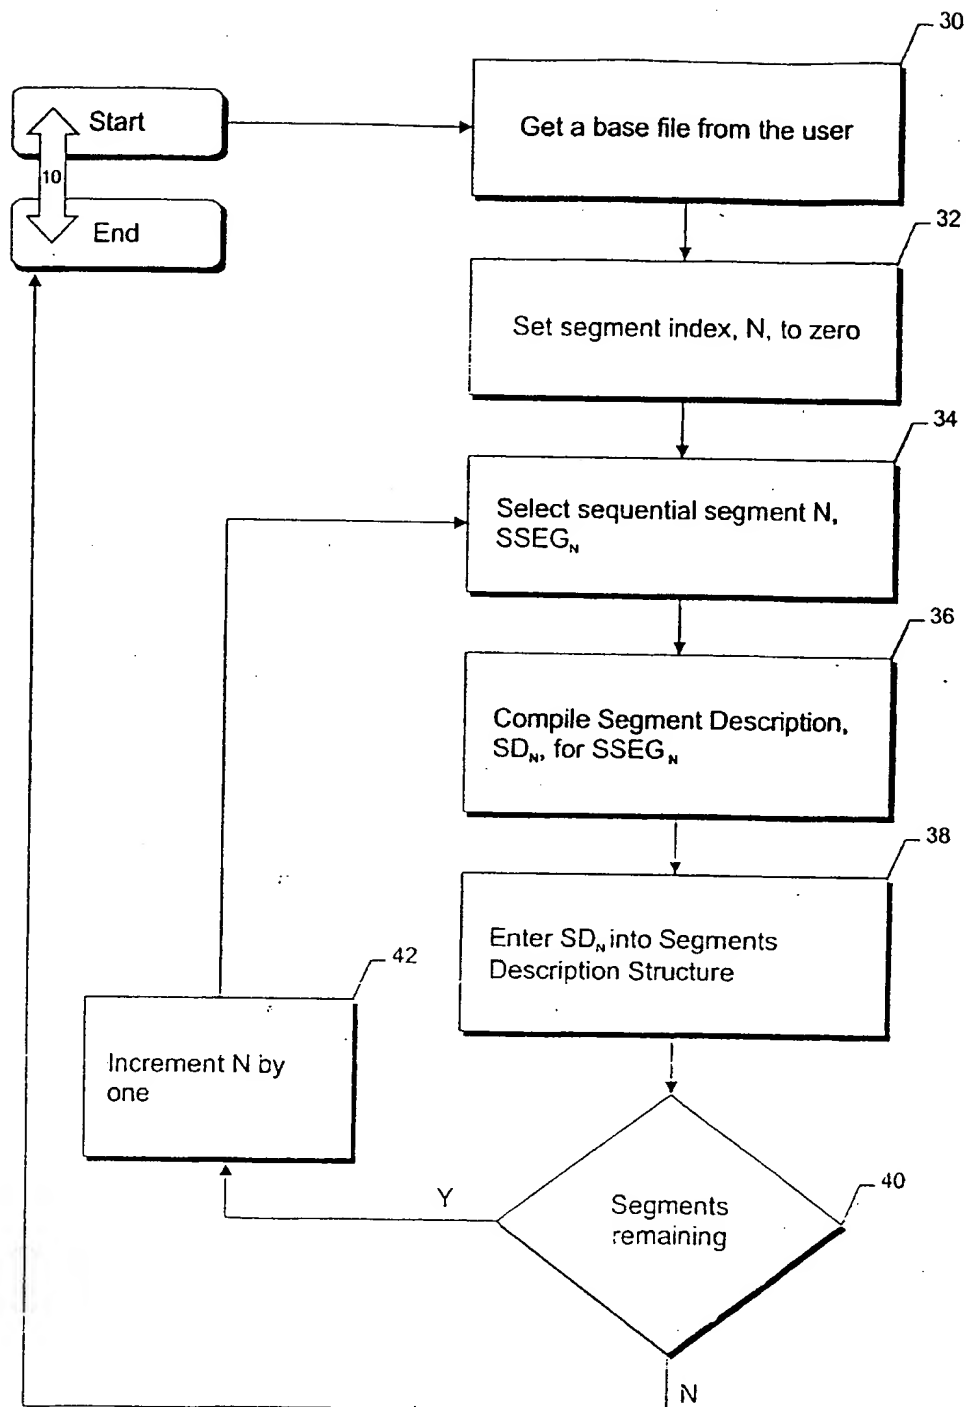 30
Start
Get a base file from the user
10
End
32
Set segment index, N, to zero
34
Select sequential segment N,
SSEG_N
36
Compile Segment Description,
SD_N, for SSEG_N
38
Enter SD_N into Segments
Description Structure
42
Increment N by
one
40
Segments
remaining
Y
N